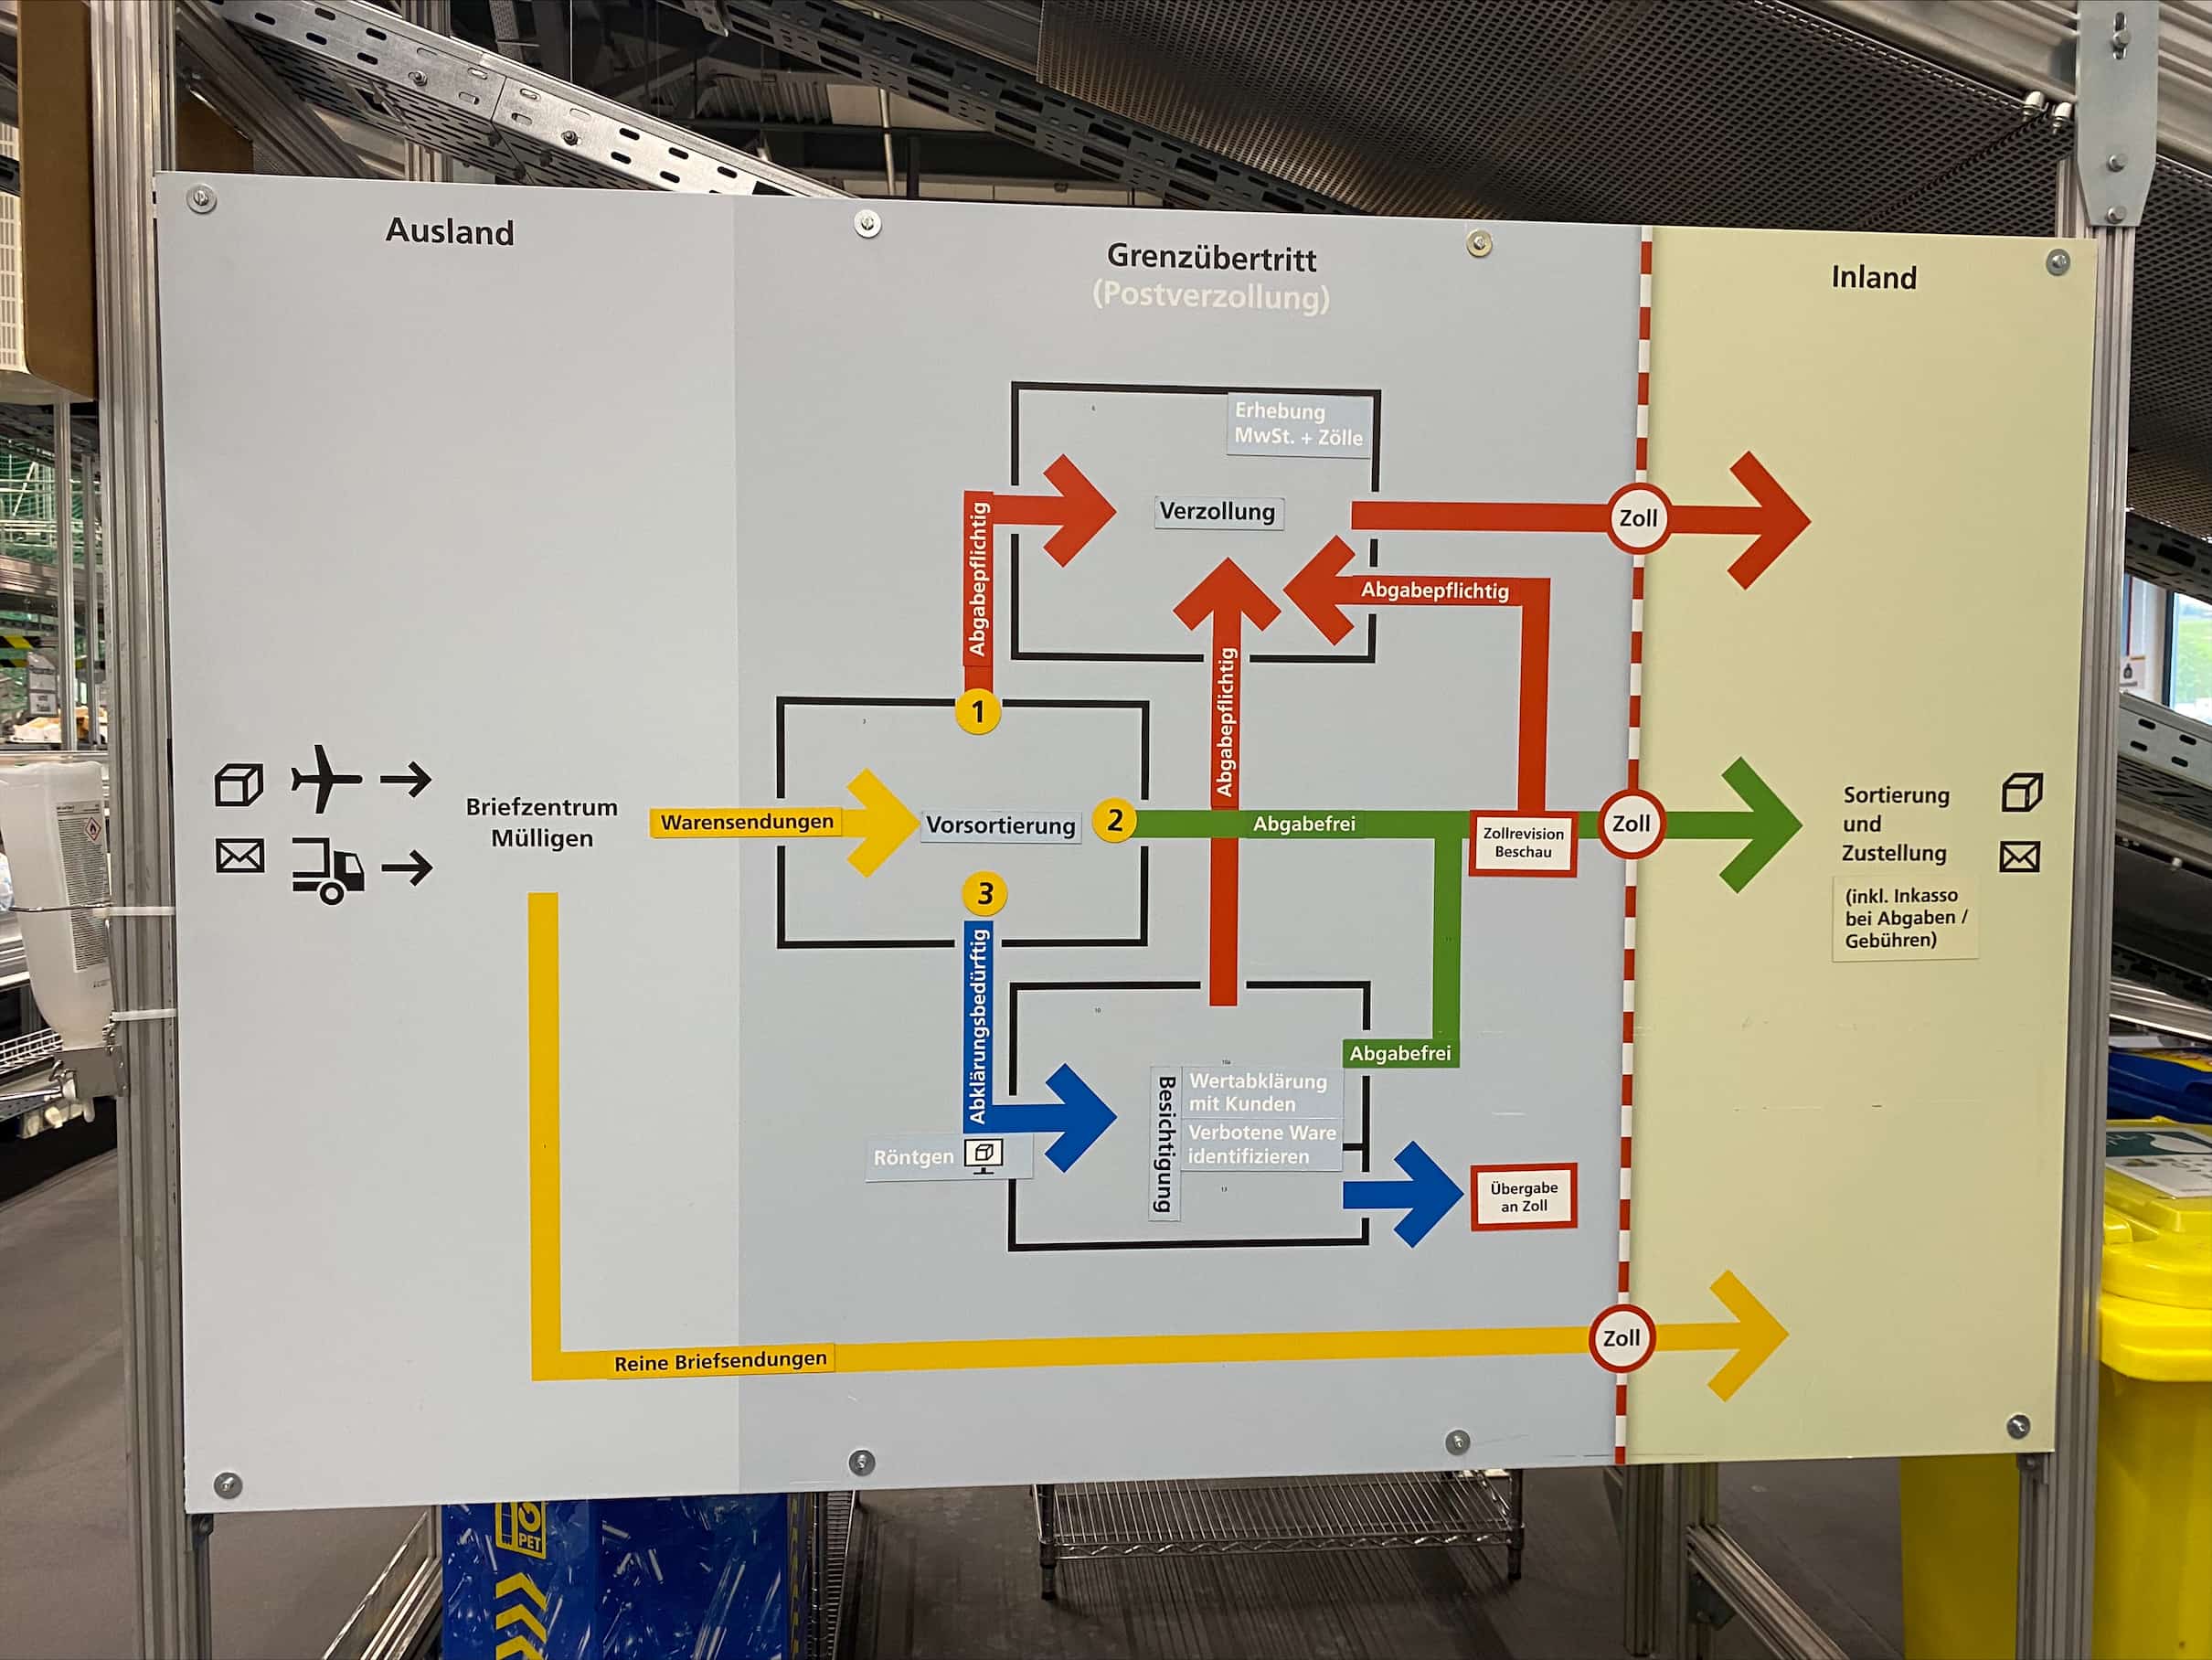 Ausland
Grenzübertritt
(Postverzollung)
Inland
Erhebung
MwSt. + Zölle
Verzollung
Abgabepflichtig
Zoll
Abgabepflichtig
Abgabepflichtig
1
Briefzentrum
Mülligen
Warensendungen
Vorsortierung
2
Abgabefrei
Zollrevision
Beschau
Zoll
Sortierung
und
Zustellung
(inkl. Inkasso
bei Abgaben /
Gebühren)
3
Abklärungsbedürftig
Abgabefrei
Röntgen
Besichtigung
Wertabklärung
mit Kunden
Verbotene Ware
identifizieren
Übergabe
an Zoll
Reine Briefsendungen
Zoll
PET